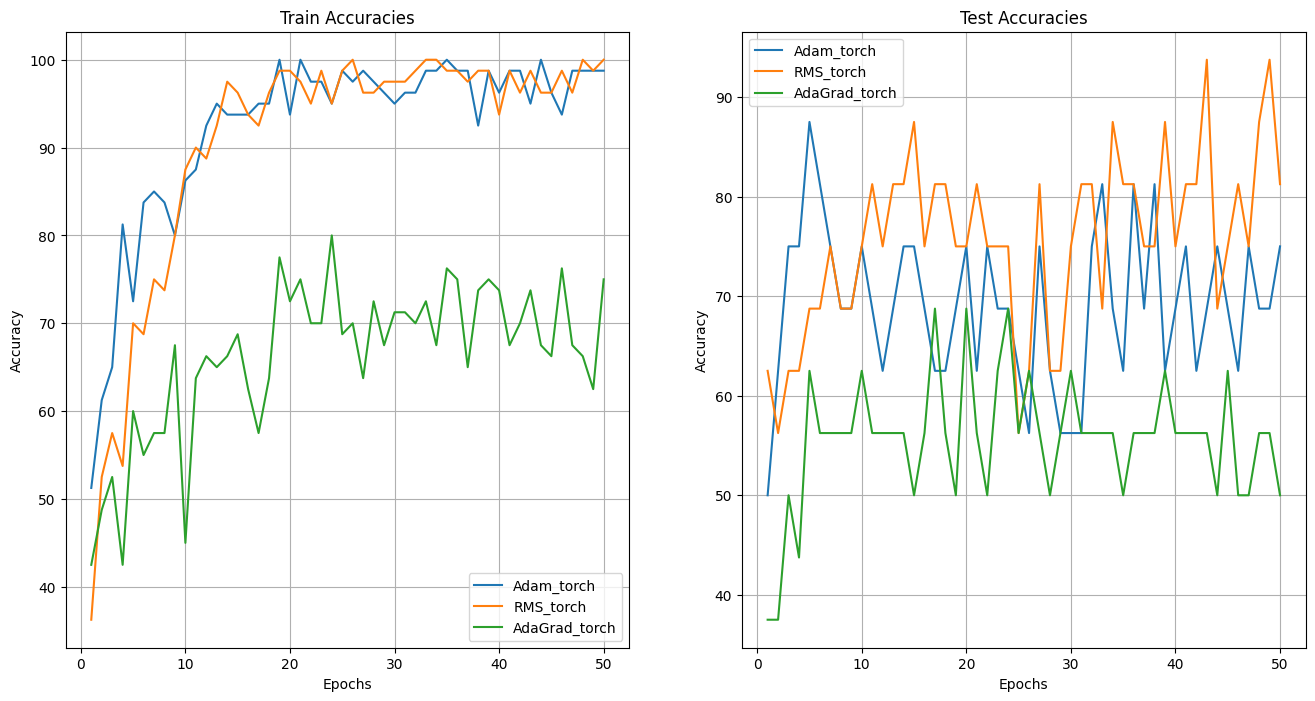 Train Accuracies
Accuracy
100
90
80
70
60
50
40
Adam_torch
RMS_torch
AdaGrad_torch
0 10 20 30 40 50
Epochs
Test Accuracies
Adam_torch
RMS_torch
AdaGrad_torch
Accuracy
90
80
70
60
50
40
0 10 20 30 40 50
Epochs